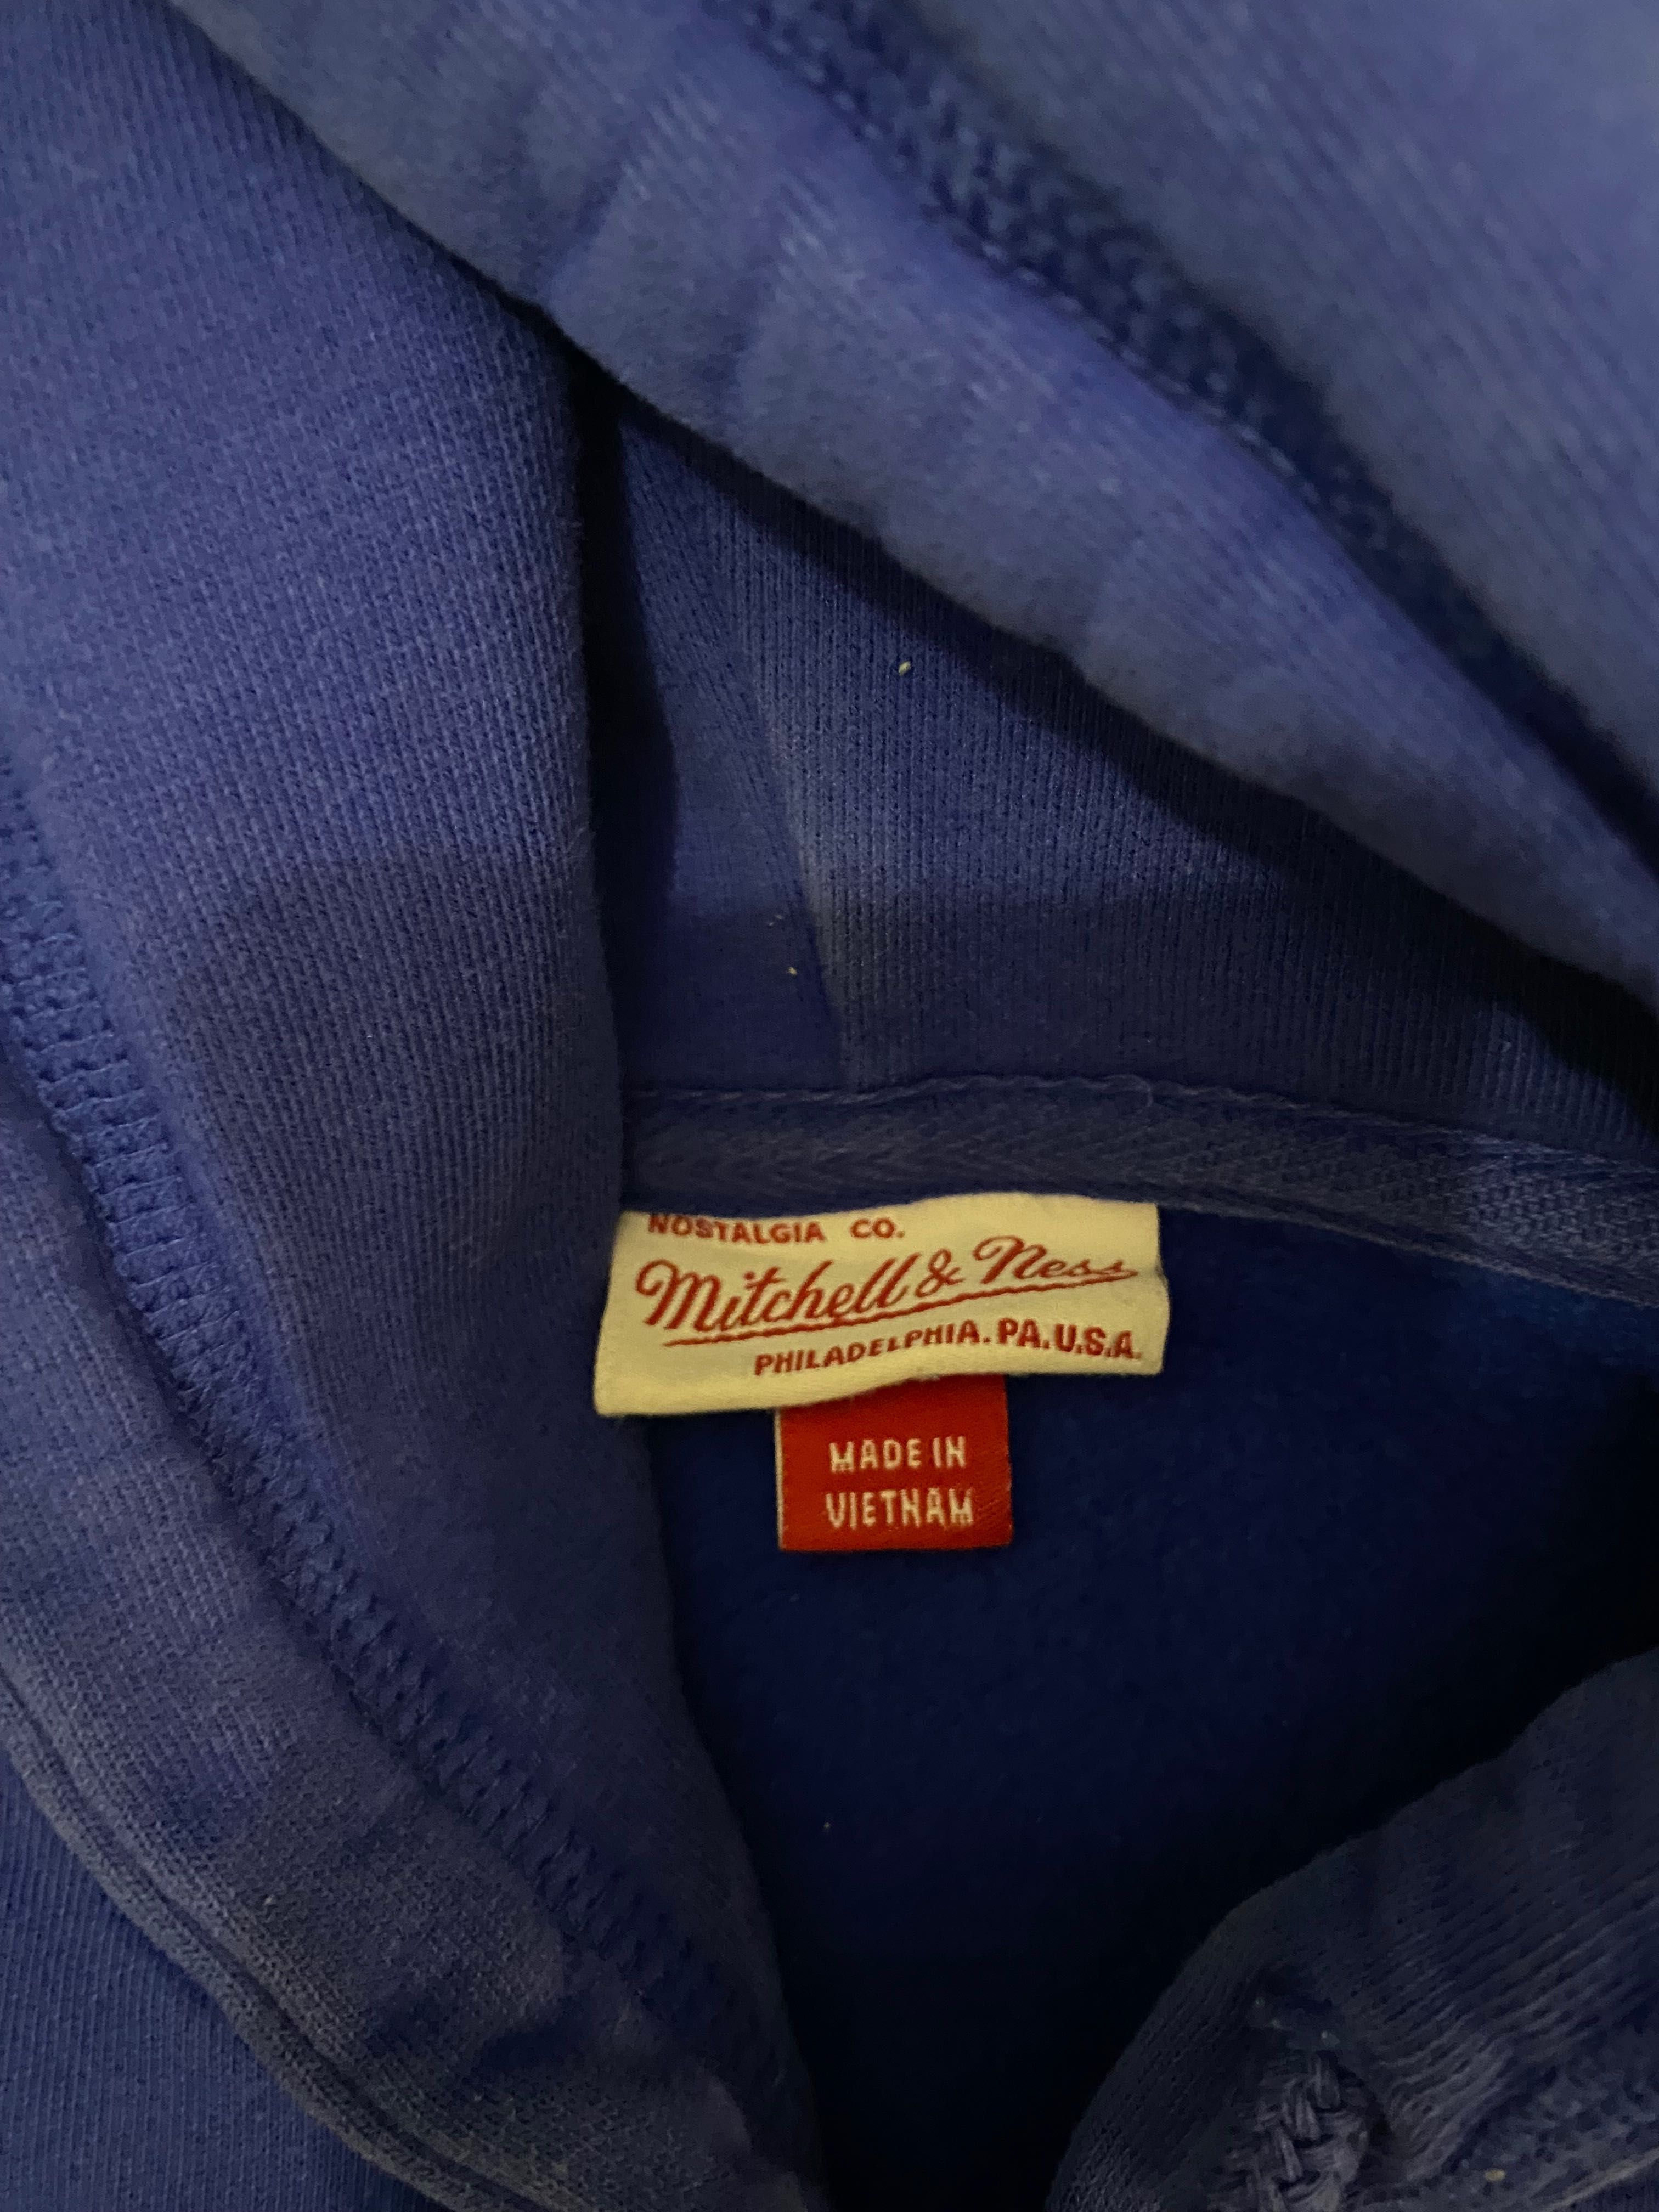 NOSTALGIA CO.
Mitchell & Ness
PHILADELPHIA. PA. U.S.A.
MADE IN
VIETNAM